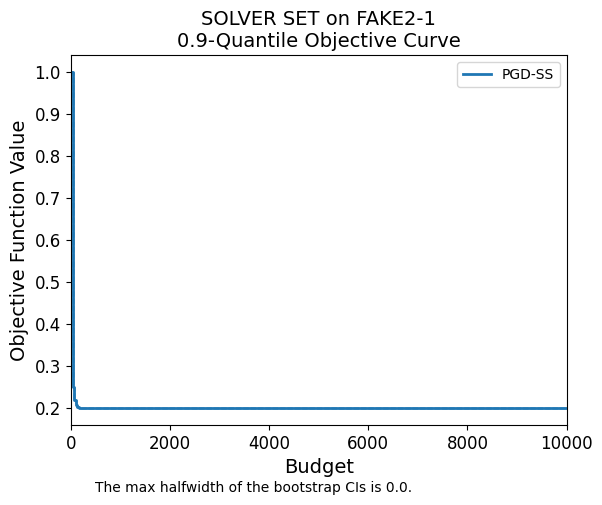 SOLVER SET on FAKE2-1
0.9-Quantile Objective Curve
PGD-SS
Objective Function Value
1.0
0.9
0.8
0.7
0.6
0.5
0.4
0.3
0.2
0 2000 4000 6000 8000 10000
Budget
The max halfwidth of the bootstrap CIs is 0.0.